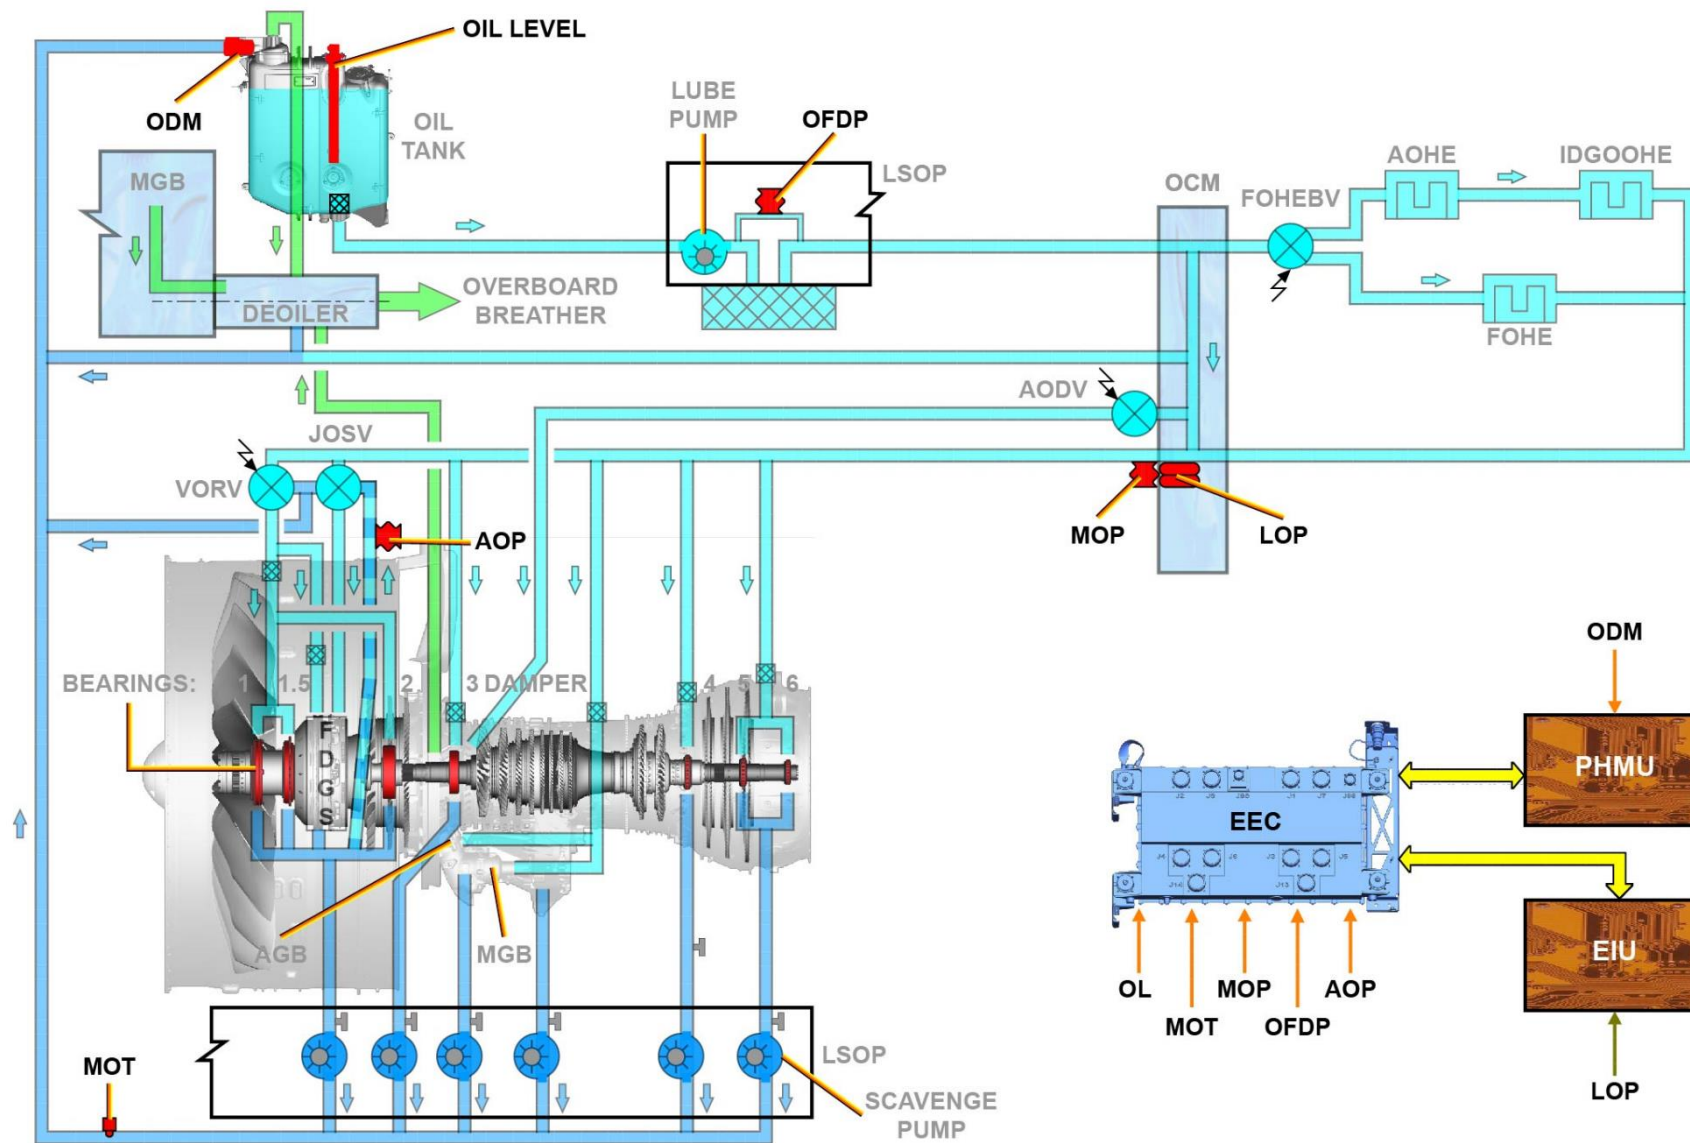 OIL LEVEL
ODM
OIL
TANK
LUBE
PUMP
OFDP
LSOP
MGB
DEOILER
OVERBOARD
BREATHER
OCM
FOHEBV
AOHE
IDGOOHE
FOHE
AODV
JOSV
VORV
AOP
MOP
LOP
BEARINGS:
1
1.5
2
3
DAMPER
4
5
6
F
D
G
S
AGB
MGB
LSOP
SCAVENGE
PUMP
MOT
ODM
PHMU
EEC
EIU
OL
MOT
MOP
OFDP
AOP
LOP